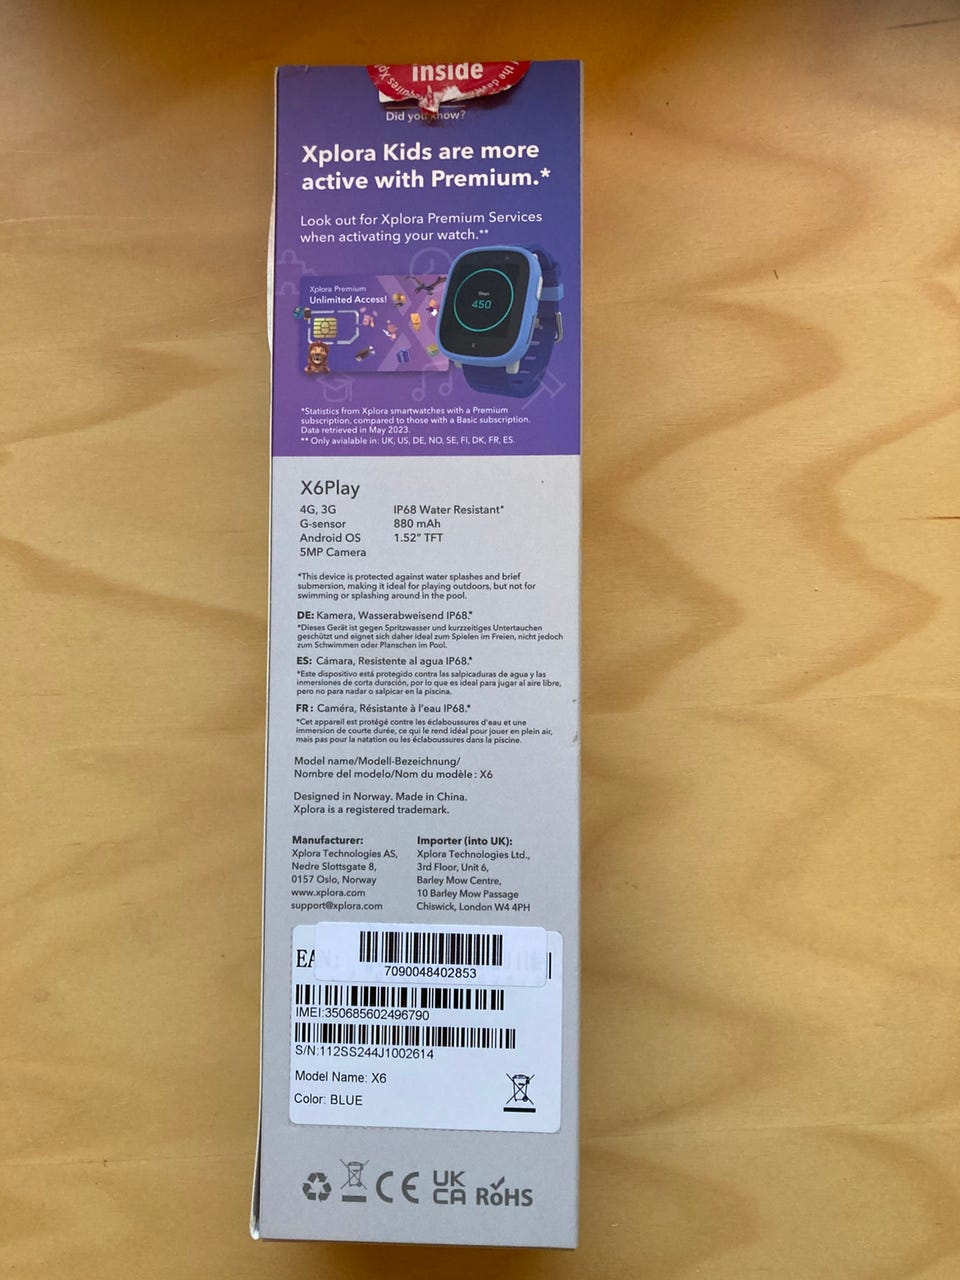 inside
Did you know?
Xplora Kids are more
active with Premium.*
Look out for Xplora Premium Services
when activating your watch.**
Xplora Premium
Unlimited Access!
Steps
450
*Statistics from Xplora smartwatches with a Premium
subscription, compared to those with a Basic subscription.
Data retrieved in May 2023.
** Only avialable in: UK, US, DE, NO, SE, FI, DK, FR, ES.
X6Play
4G, 3G IP68 Water Resistant*
G-sensor 880 mAh
Android OS 1.52" TFT
5MP Camera
*This device is protected against water splashes and brief
submersion, making it ideal for playing outdoors, but not for
swimming or splashing around in the pool.
DE: Kamera, Wasserabweisend IP68.*
*Dieses Gerät ist gegen Spritzwasser und kurzzeitiges Untertauchen
geschützt und eignet sich daher ideal zum Spielen im Freien, nicht jedoch
zum Schwimmen oder Planschen im Pool.
ES: Cámara, Resistente al agua IP68.*
*Este dispositivo está protegido contra las salpicaduras de agua y las
inmersiones de corta duración, por lo que es ideal para jugar al aire libre,
pero no para nadar o salpicar en la piscina.
FR: Caméra, Résistante à l'eau IP68.*
*Cet appareil est protégé contre les éclaboussures d'eau et une
immersion de courte durée, ce qui le rend idéal pour jouer en plein air,
mais pas pour la natation ou les éclaboussures dans la piscine.
Model name/Modell-Bezeichnung/
Nombre del modelo/Nom du modèle: X6
Designed in Norway. Made in China.
Xplora is a registered trademark.
Manufacturer:
Xplora Technologies AS,
Nedre Slottsgate 8,
0157 Oslo, Norway
www.xplora.com
support@xplora.com
Importer (into UK):
Xplora Technologies Ltd.,
3rd Floor, Unit 6,
Barley Mow Centre,
10 Barley Mow Passage
Chiswick, London W4 4PH
EAN:
7090048402853
IMEI:350685602496790
S/N:112SS244J1002614
Model Name: X6
Color: BLUE
CE
UK
CA
RoHS